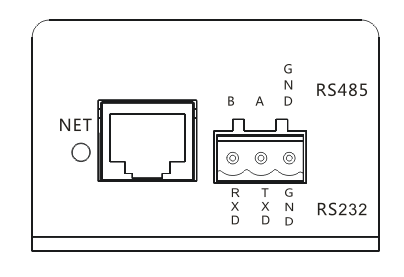 NET
B A GND RS485
RXD TXD GND RS232